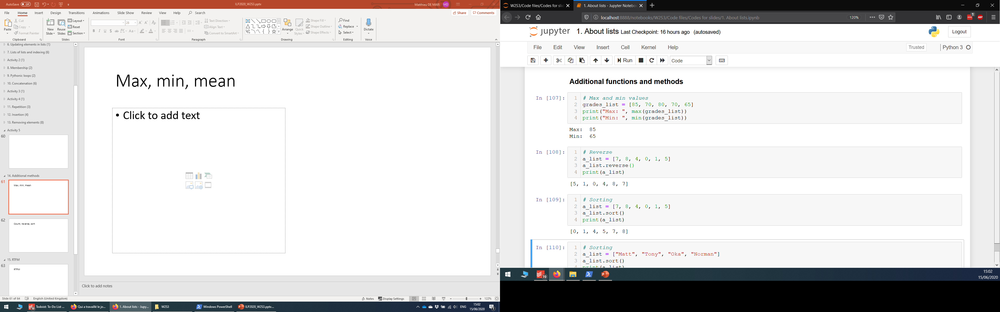 AutoSave Off
ILP2020_W2S3.pptx
Matthieu DE MARI MD
File Home Insert Design Transitions Animations Slide Show Review View Help Search
Share Comments
Paste
Cut
Copy
Format Painter
Clipboard
New Slide
Reuse Slides
Layout
Reset
Section
Slides
28
Font
Text Direction
Align Text
Convert to SmartArt
Paragraph
Arrange
Quick Styles
Shape Fill
Shape Outline
Shape Effects
Drawing
Find
Replace
Select
Editing
Dictate
Voice
6. Updating elements in lists (1)
7. Lists of lists and indexing (6)
Activity 2 (1)
8. Membership (2)
9. Pythonic loops (2)
10. Concatenation (6)
Activity 3 (1)
Activity 4 (1)
11. Repetition (3)
12. Insertion (4)
13. Removing elements (8)
Activity 5
60
14. Additional methods
61
Max, min, mean
62
Count, reverse, sort
15. RTFM
63
RTFM
Max, min, mean
• Click to add text
Click to add notes
Slide 61 of 64 English (United Kingdom)
Notes Display Settings 122%
19 Todoist: To-Do List ... Qui a travaillé le jo... 1. About lists - Jupy... W2S3 Windows PowerShell ILP2020_W2S3.pptx...
ENG
15:02
15/06/2020
1
W2S3/Code files/Codes for slid
1. About lists - Jupyter Notebo
localhost:8888/notebooks/W2S3/Code files/Codes for slides/1. About lists.ipynb
120%
1
ABP
jupyter 1. About lists Last Checkpoint: 16 hours ago (autosaved)
Logout
File Edit View Insert Cell Kernel Help
Trusted Python 3
Run Code
Additional functions and methods
In [107]:
1 # Max and min values
2 grades_list = [85, 70, 80, 70, 65]
3 print("Max: ", max(grades_list))
4 print("Min: ", min(grades_list))
Max:  85
Min:  65
In [108]:
1 # Reverse
2 a_list = [7, 8, 4, 0, 1, 5]
3 a_list.reverse()
4 print(a_list)
[5, 1, 0, 4, 8, 7]
In [109]:
1 # Sorting
2 a_list = [7, 8, 4, 0, 1, 5]
3 a_list.sort()
4 print(a_list)
[0, 1, 4, 5, 7, 8]
In [110]:
1 # Sorting
2 a_list = ["Matt", "Tony", "Oka", "Norman"]
3 a_list.sort()
4 print(a_list)
19
15:02
15/06/2020